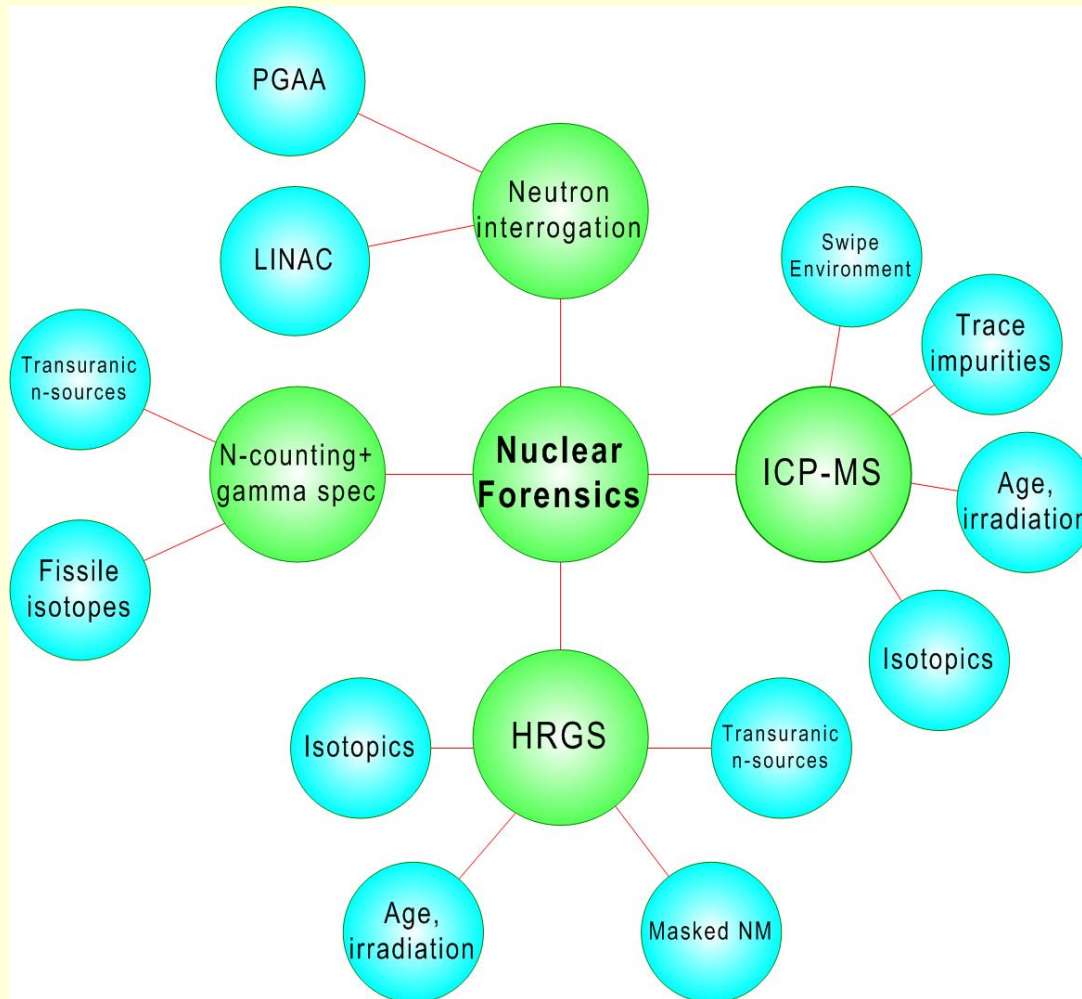 PGAA
Neutron
interrogation
LINAC
Swipe
Environment
Trace
impurities
Transuranic
n-sources
N-counting+
gamma spec
Nuclear
Forensics
ICP-MS
Age,
irradiation
Fissile
isotopes
Isotopics
Isotopics
HRGS
Transuranic
n-sources
Age,
irradiation
Masked NM